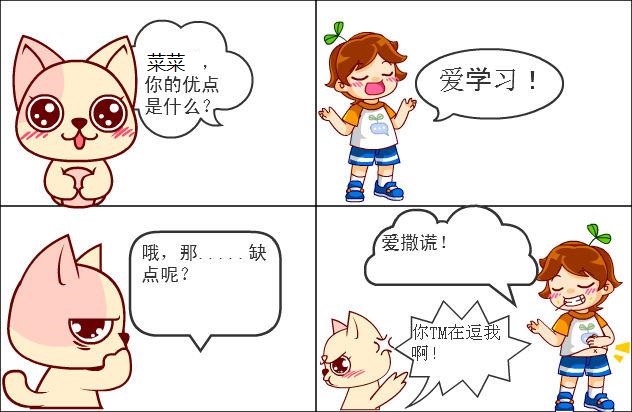 菜菜 ，
你的优点
是什么?
爱学习！
哦，那.....缺
点呢?
爱撒谎！
你TM在逗我
啊！